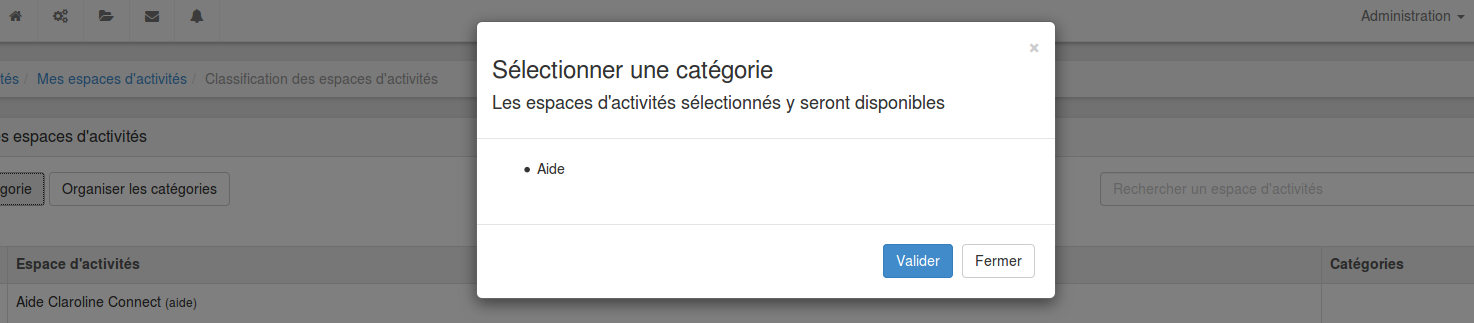 Administration
×
Sélectionner une catégorie
Les espaces d'activités sélectionnés y seront disponibles
tés / Mes espaces d'activités / Classification des espaces d'activités
s espaces d'activités
• Aide
gorie
Organiser les catégories
Rechercher un espace d'activités
Valider
Fermer
Espace d'activités
Catégories
Aide Claroline Connect (aide)